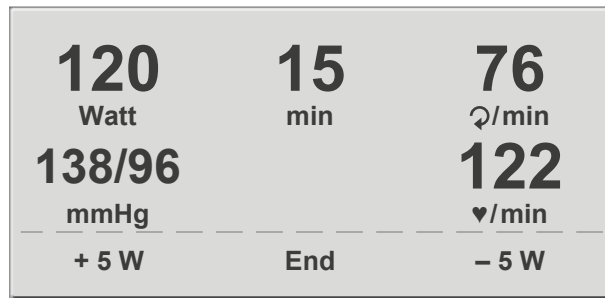 120 15 76
Watt min ↻/min
138/96 122
mmHg ♥/min
+ 5 W End – 5 W